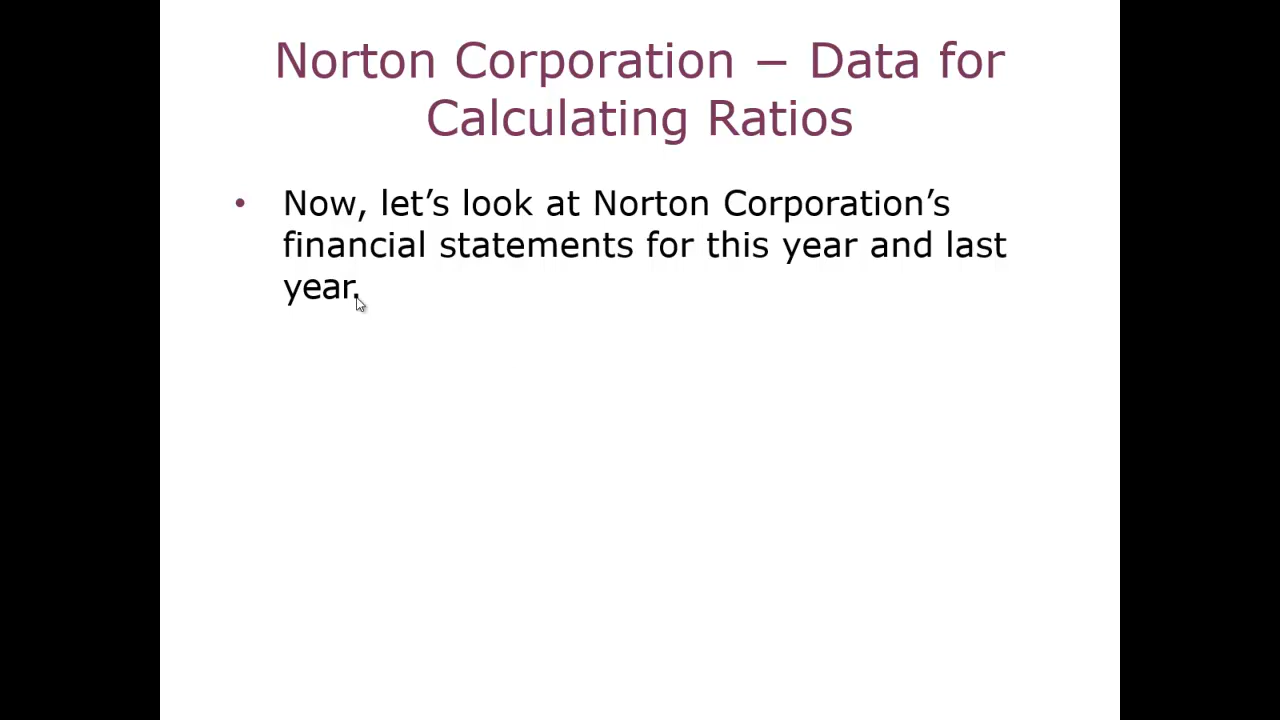 Norton Corporation − Data for
Calculating Ratios
• Now, let’s look at Norton Corporation’s
financial statements for this year and last
year.